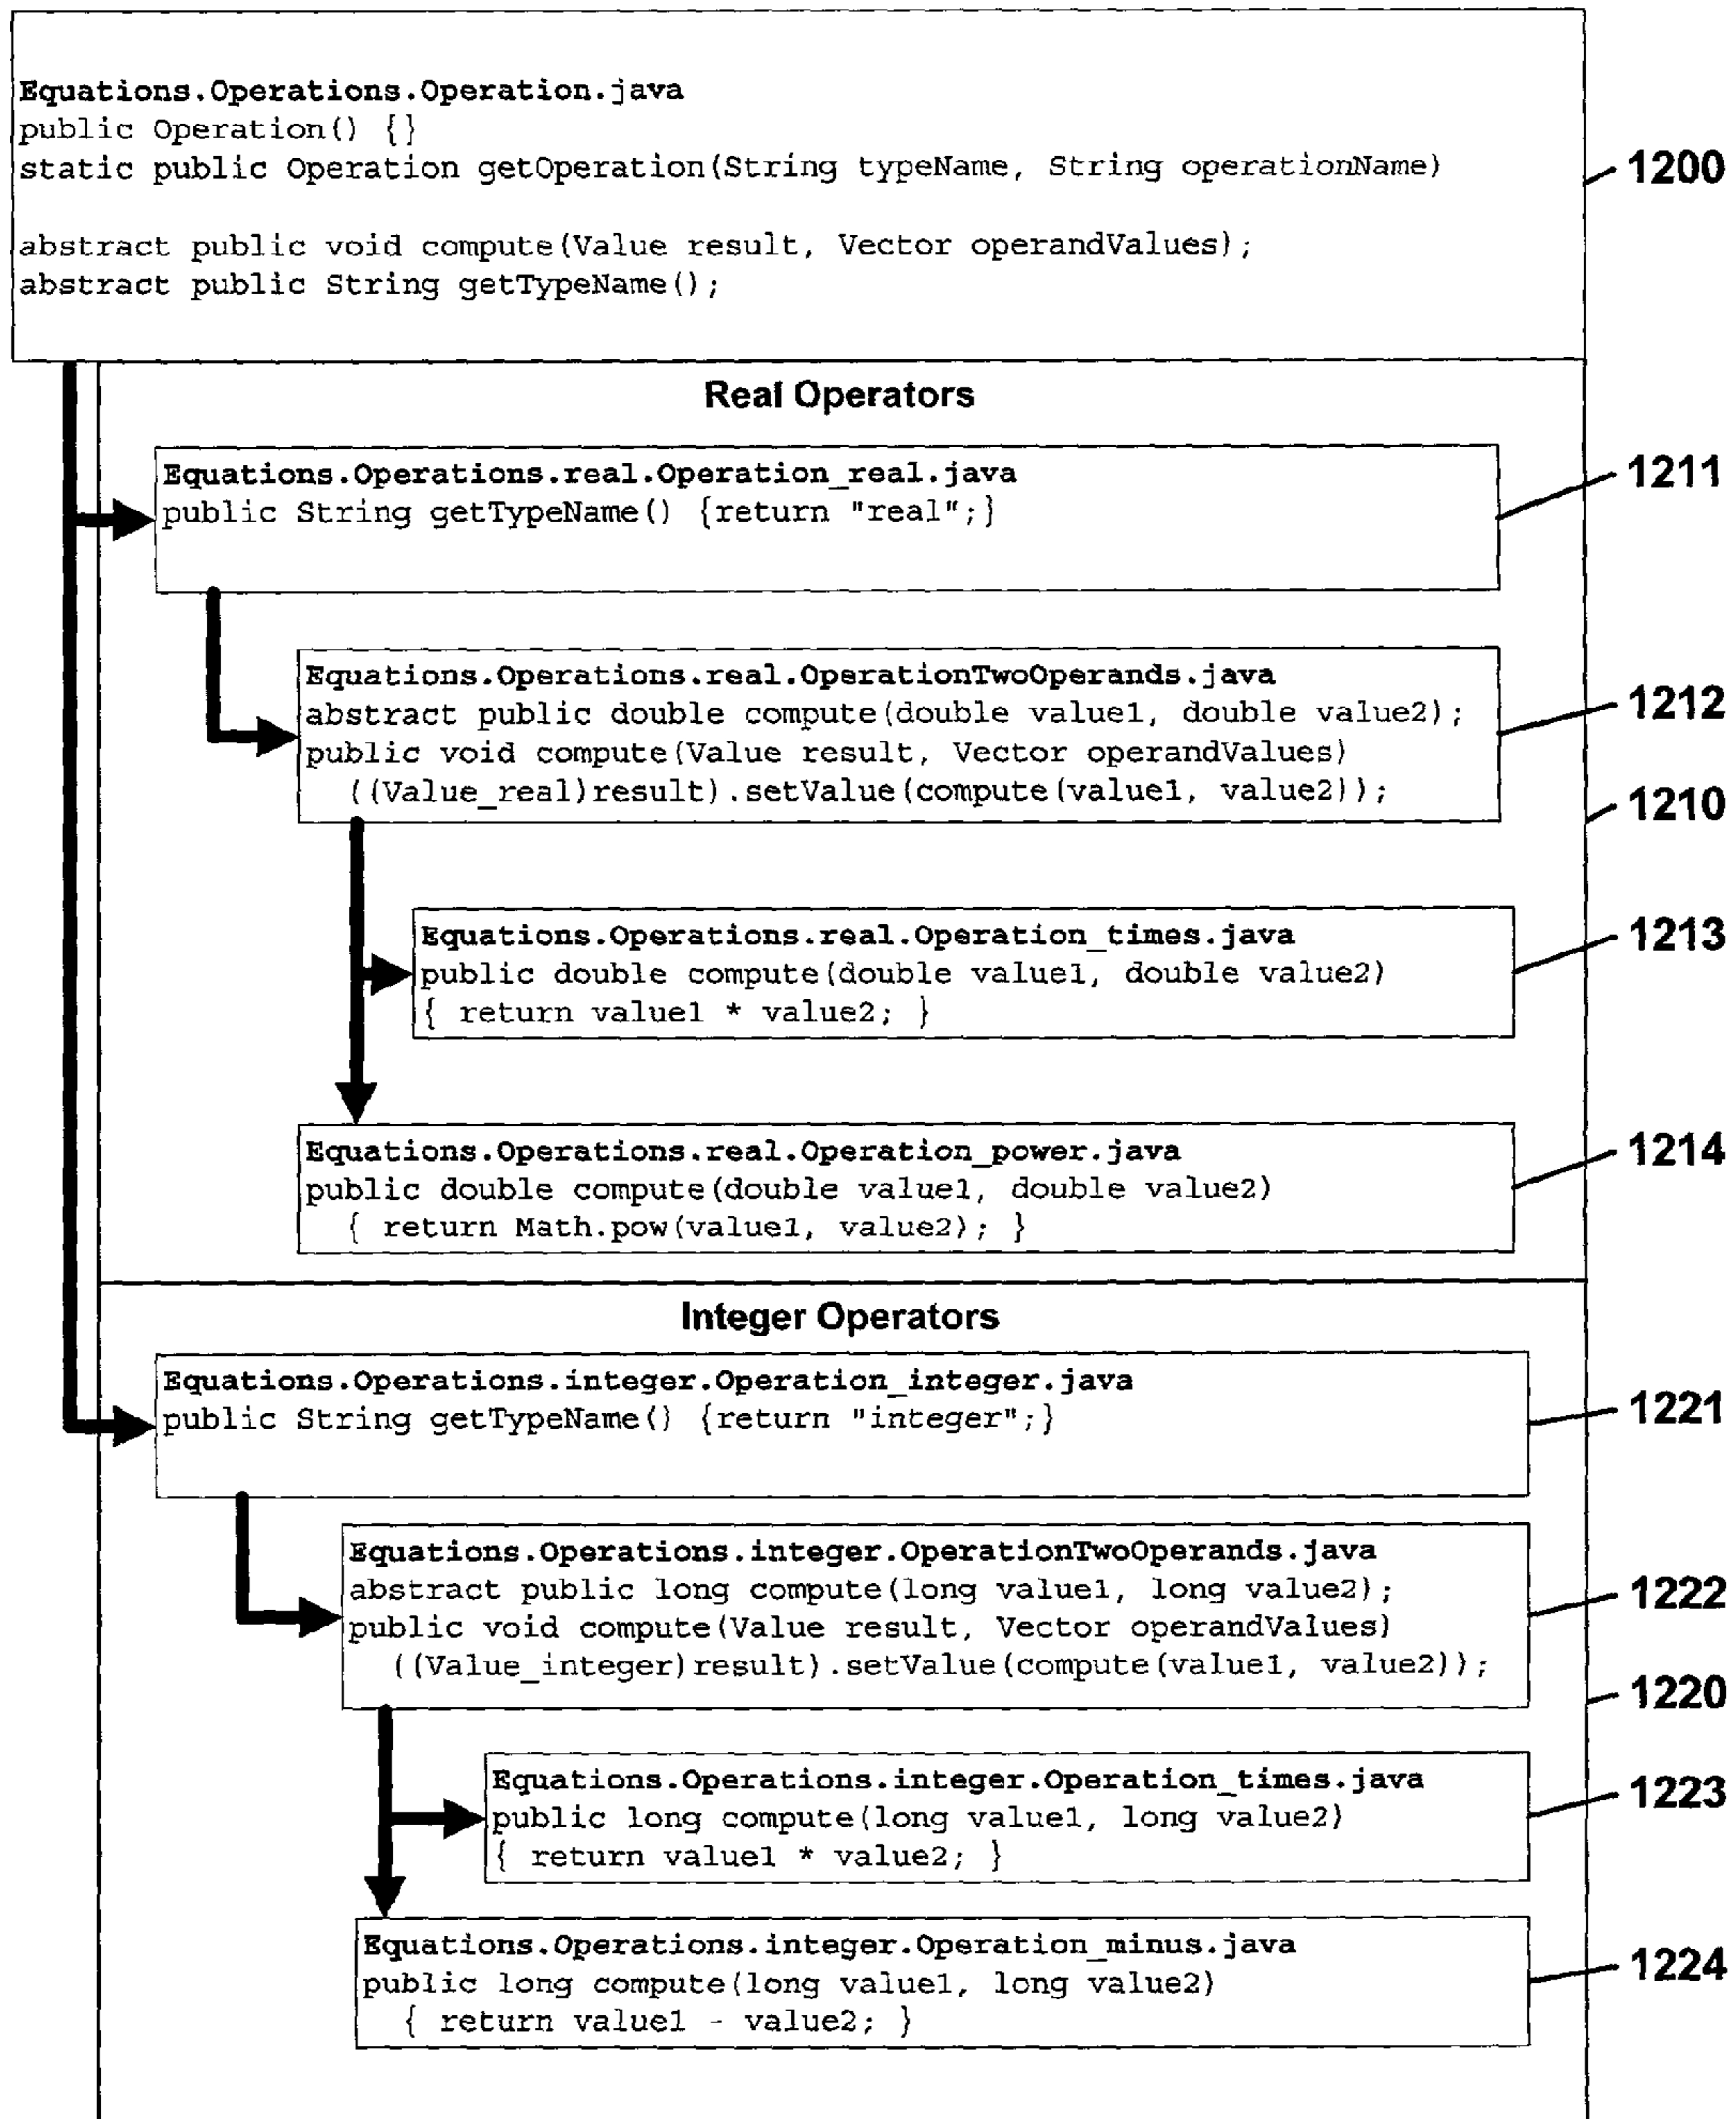 Equations.Operations.Operation.java
public Operation() {}
static public Operation getOperation(String typeName, String operationName)
1200
abstract public void compute(Value result, Vector operandValues);
abstract public String getTypeName();
Real Operators
Equations.Operations.real.Operation_real.java
public String getTypeName() {return "real";}
1211
Equations.Operations.real.OperationTwoOperands.java
abstract public double compute(double value1, double value2);
public void compute(Value result, Vector operandValues)
((Value_real)result).setValue(compute(value1, value2));
1212
1210
Equations.Operations.real.Operation_times.java
public double compute(double value1, double value2)
{ return value1 * value2; }
1213
Equations.Operations.real.Operation_power.java
public double compute(double value1, double value2)
{ return Math.pow(value1, value2); }
1214
Integer Operators
Equations.Operations.integer.Operation_integer.java
public String getTypeName() {return "integer";}
1221
Equations.Operations.integer.OperationTwoOperands.java
abstract public long compute(long value1, long value2);
public void compute(Value result, Vector operandValues)
((Value_integer)result).setValue(compute(value1, value2));
1222
1220
Equations.Operations.integer.Operation_times.java
public long compute(long value1, long value2)
{ return value1 * value2; }
1223
Equations.Operations.integer.Operation_minus.java
public long compute(long value1, long value2)
{ return value1 - value2; }
1224